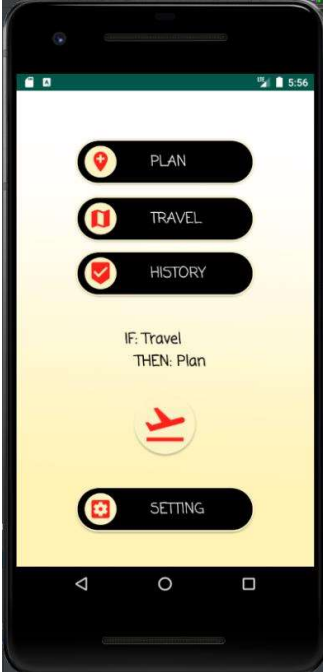 5:56
PLAN
TRAVEL
HISTORY
IF: Travel
THEN: Plan
SETTING